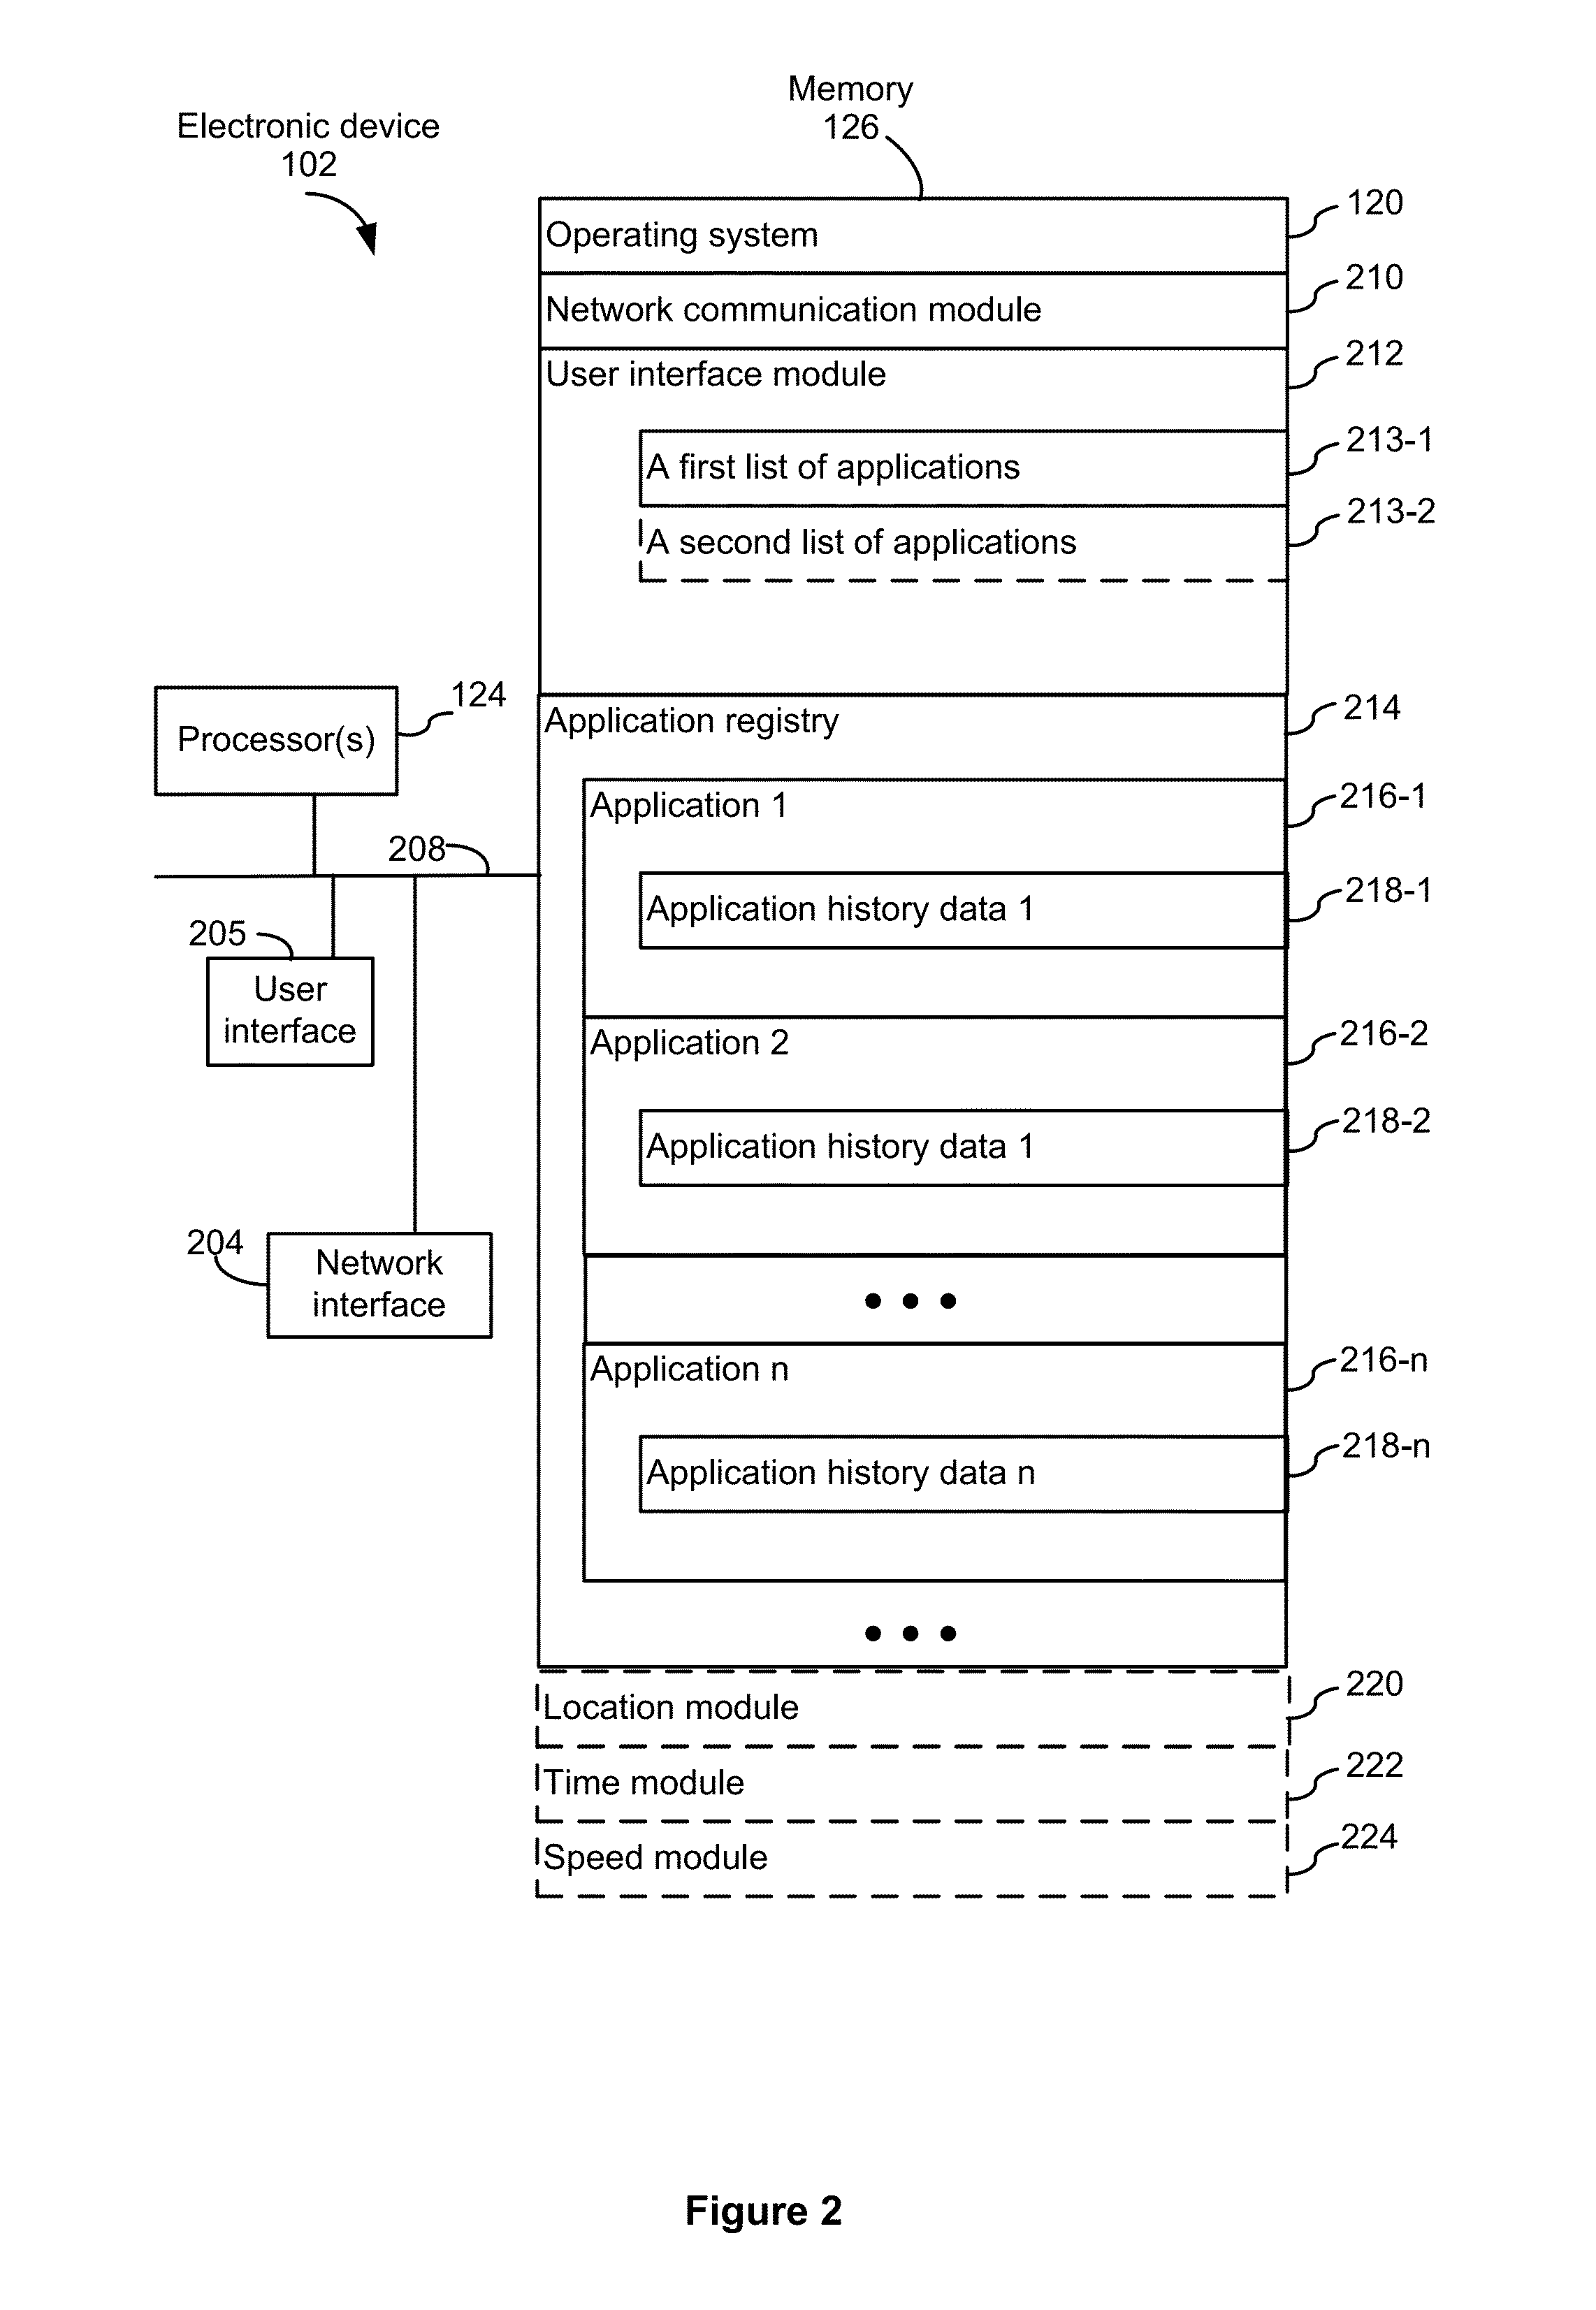 Memory
126
Electronic device
102
Operating system
120
Network communication module
210
User interface module
212
A first list of applications
213-1
A second list of applications
213-2
Processor(s)
124
Application registry
214
Application 1
216-1
208
Application history data 1
218-1
205
User
interface
Application 2
216-2
Application history data 1
218-2
204
Network
interface
• • •
Application n
216-n
Application history data n
218-n
• • •
Location module
220
Time module
222
Speed module
224
Figure 2